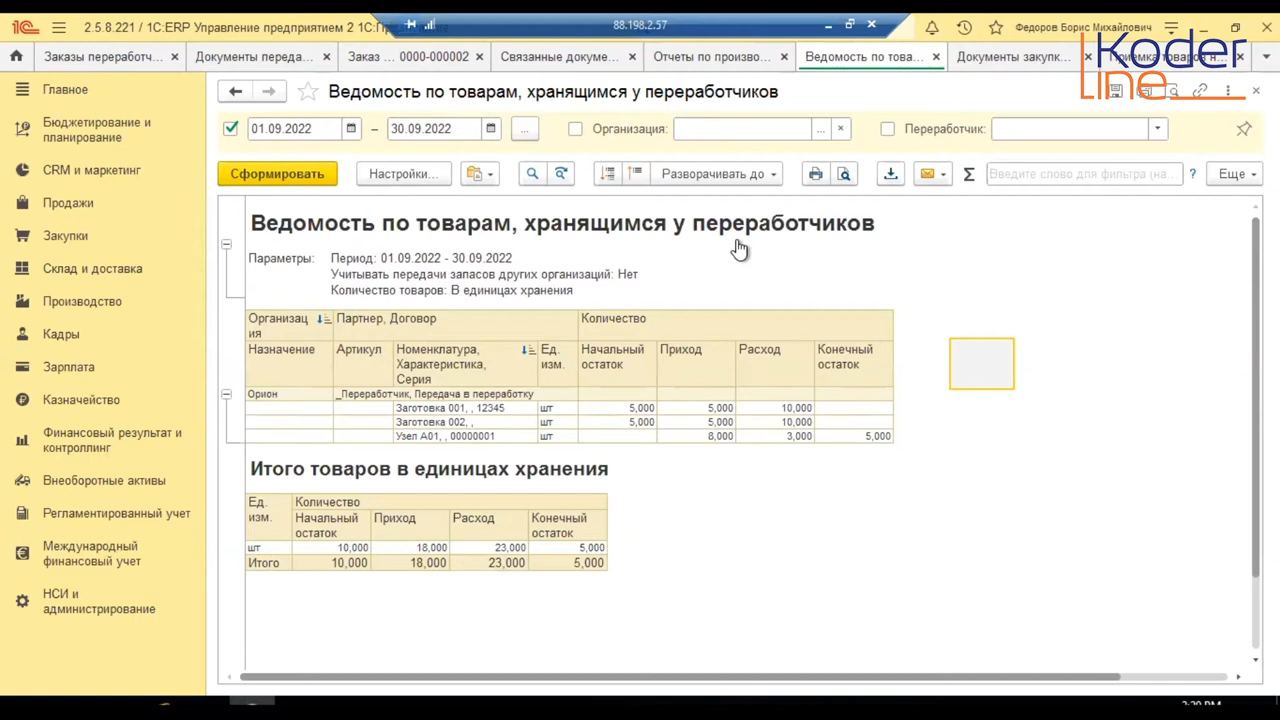 2.5.8.221 / 1С:ERP Управление предприятием 2 1С:Пр
88.198.2.57
Федоров Борис Михайлович
Заказы переработч...
Документы переда...
Заказ ... 0000-000002
Связанные докуме...
Отчеты по произво...
Ведомость по това...
Документы закупк...
Koder
line
Главное
Бюджетирование и
планирование
CRM и маркетинг
Продажи
Закупки
Склад и доставка
Производство
Кадры
Зарплата
Казначейство
Финансовый результат и
контроллинг
Внеоборотные активы
Регламентированный учет
Международный
финансовый учет
НСИ и
администрирование
Ведомость по товарам, хранящимся у переработчиков
01.09.2022 – 30.09.2022 ... Организация: ... × Переработчик:
Сформировать Настройки... Разворачивать до Σ Введите слово для фильтра (на... ? Еще
Ведомость по товарам, хранящимся у переработчиков
Параметры: Период: 01.09.2022 - 30.09.2022
Учитывать передачи запасов других организаций: Нет
Количество товаров: В единицах хранения
Организац
ия
Партнер, Договор Количество
Назначение Артикул Номенклатура,
Характеристика,
Серия
Ед.
изм.
Начальный
остаток
Приход Расход Конечный
остаток
Орион _Переработчик, Передача в переработку
Заготовка 001, , 12345 шт 5,000 5,000 10,000
Заготовка 002, , шт 5,000 5,000 10,000
Узел А01, , 00000001 шт 8,000 3,000 5,000
Итого товаров в единицах хранения
Ед.
изм.
Количество
Начальный
остаток
Приход Расход Конечный
остаток
шт 10,000 18,000 23,000 5,000
Итого 10,000 18,000 23,000 5,000